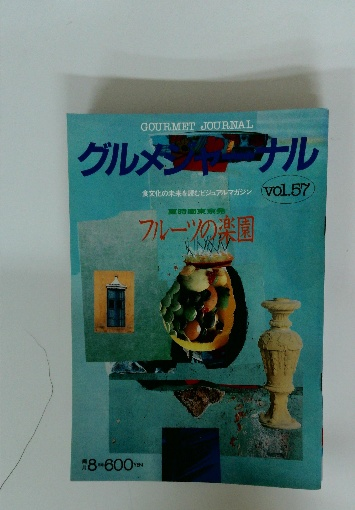 GOURMET JOURNAL
グルメジャーナル
食文化の未来を読むビジュアルマガジン
vol.57
フルーツの楽園
8 600YEN